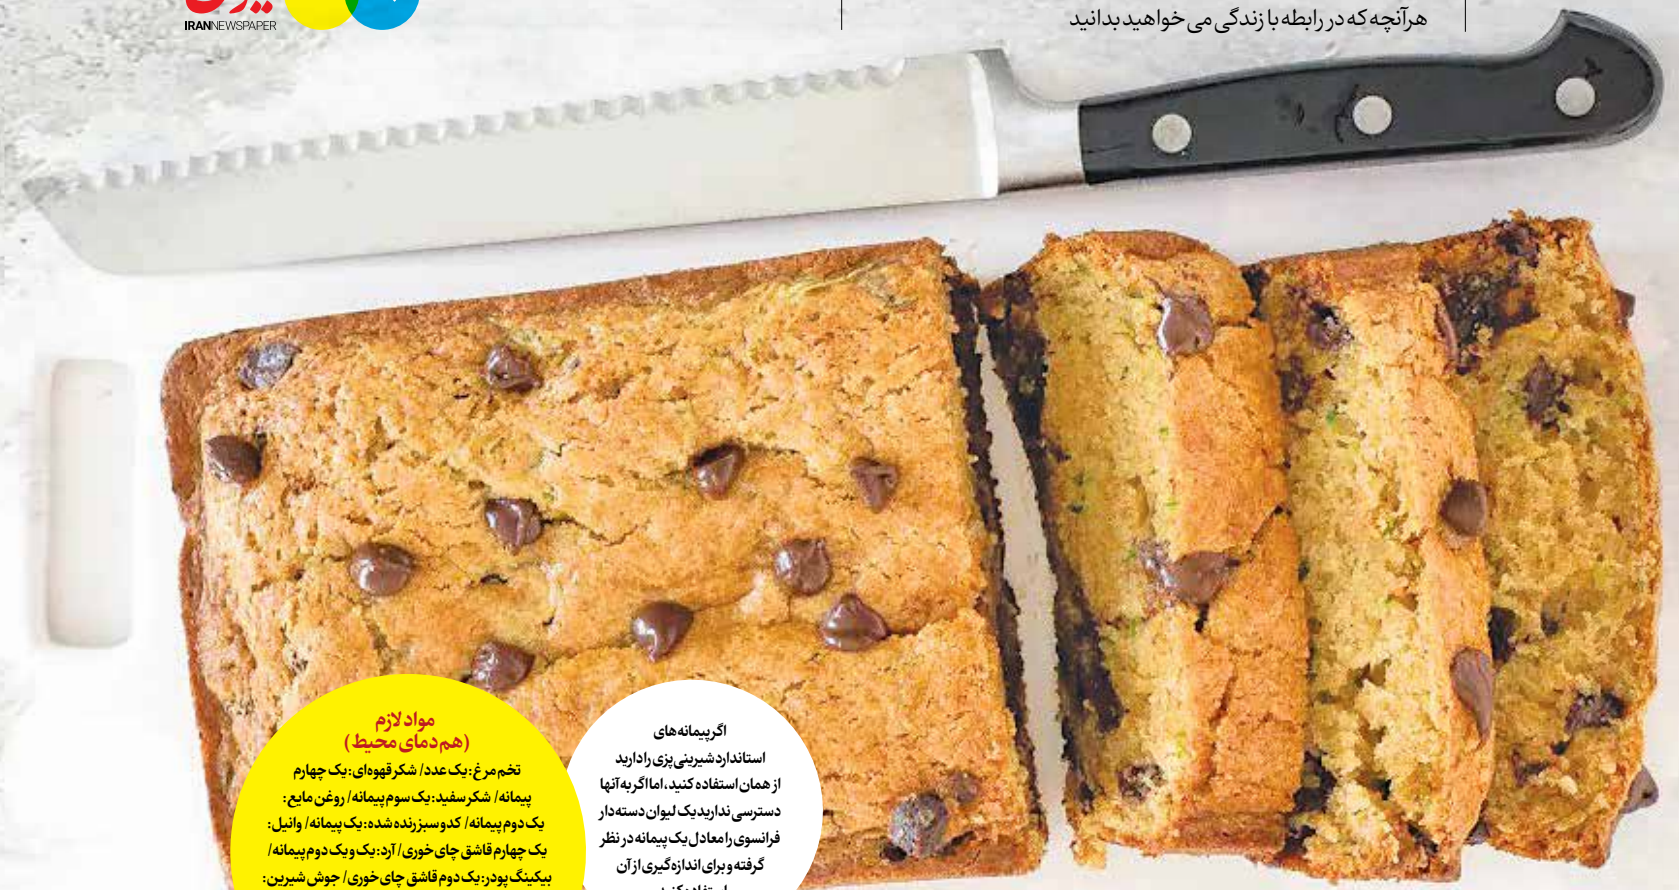 IRANNEWSPAPER
هرآنچه که در رابطه با زندگی می‌خواهید بدانید
اگر پیمانه‌های
استاندارد شیرینی‌پزی را دارید
از همان استفاده کنید، اما اگر به آنها
دسترسی ندارید یک لیوان دسته‌دار
فرانسوی را معادل یک پیمانه در نظر
گرفته و برای اندازه‌گیری از آن
مواد لازم
(هم دمای محیط)
تخم مرغ: یک عدد/ شکر قهوه‌ای: یک چهارم
پیمانه/ شکر سفید: یک سوم پیمانه/ روغن مایع:
یک دوم پیمانه/ کدو سبز رنده شده: یک پیمانه/ وانیل:
یک چهارم قاشق چای خوری/ آرد: یک و یک دوم پیمانه/
بیکینگ پودر: یک دوم قاشق چای خوری/ جوش شیرین: